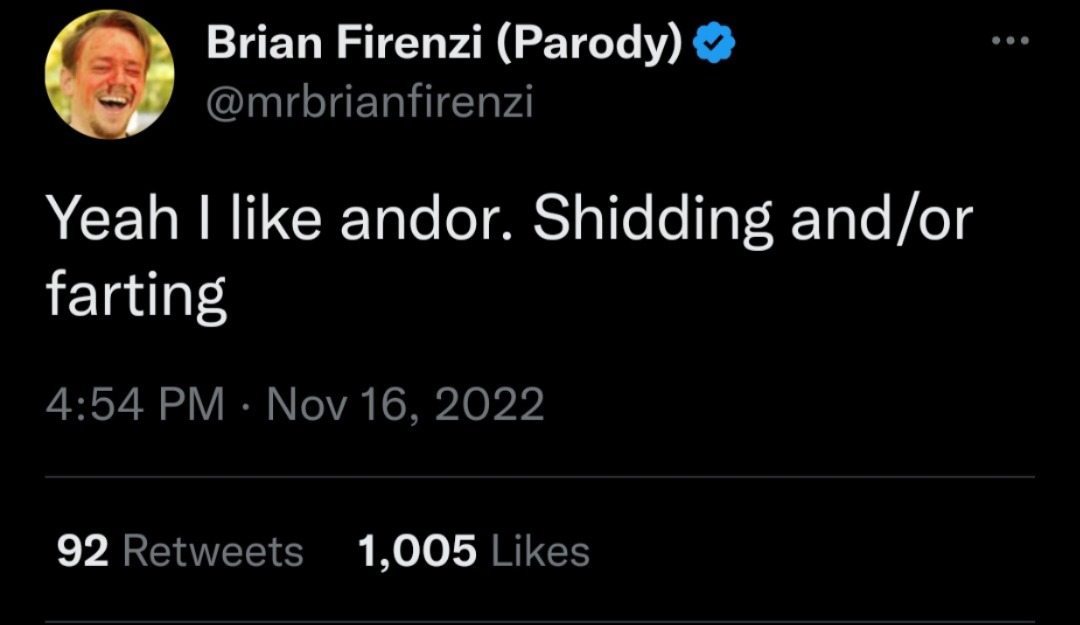 Brian Firenzi (Parody)
@mrbrianfirenzi
Yeah I like andor. Shidding and/or
farting
4:54 PM · Nov 16, 2022
92 Retweets 1,005 Likes